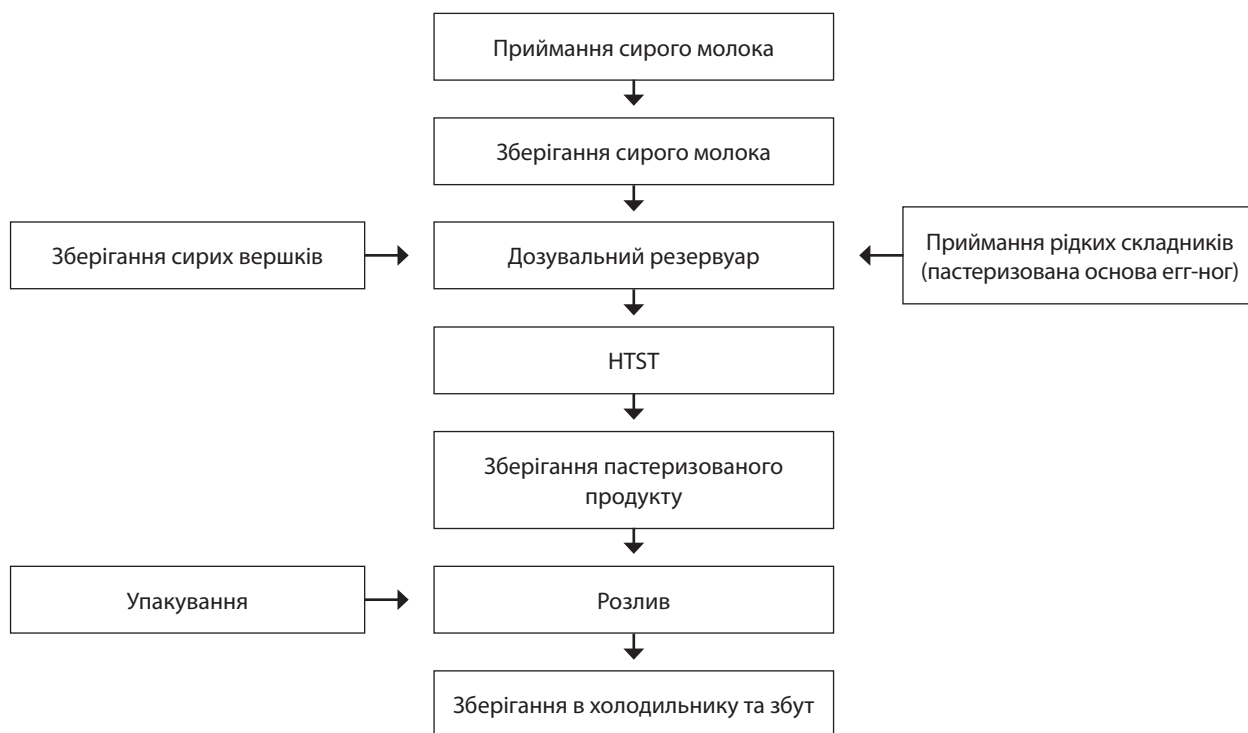 Приймання сирого молока
Зберігання сирого молока
Зберігання сирих вершків
Дозувальний резервуар
Приймання рідких складників
(пастеризована основа егг-ног)
HTST
Зберігання пастеризованого
продукту
Упакування
Розлив
Зберігання в холодильнику та збут